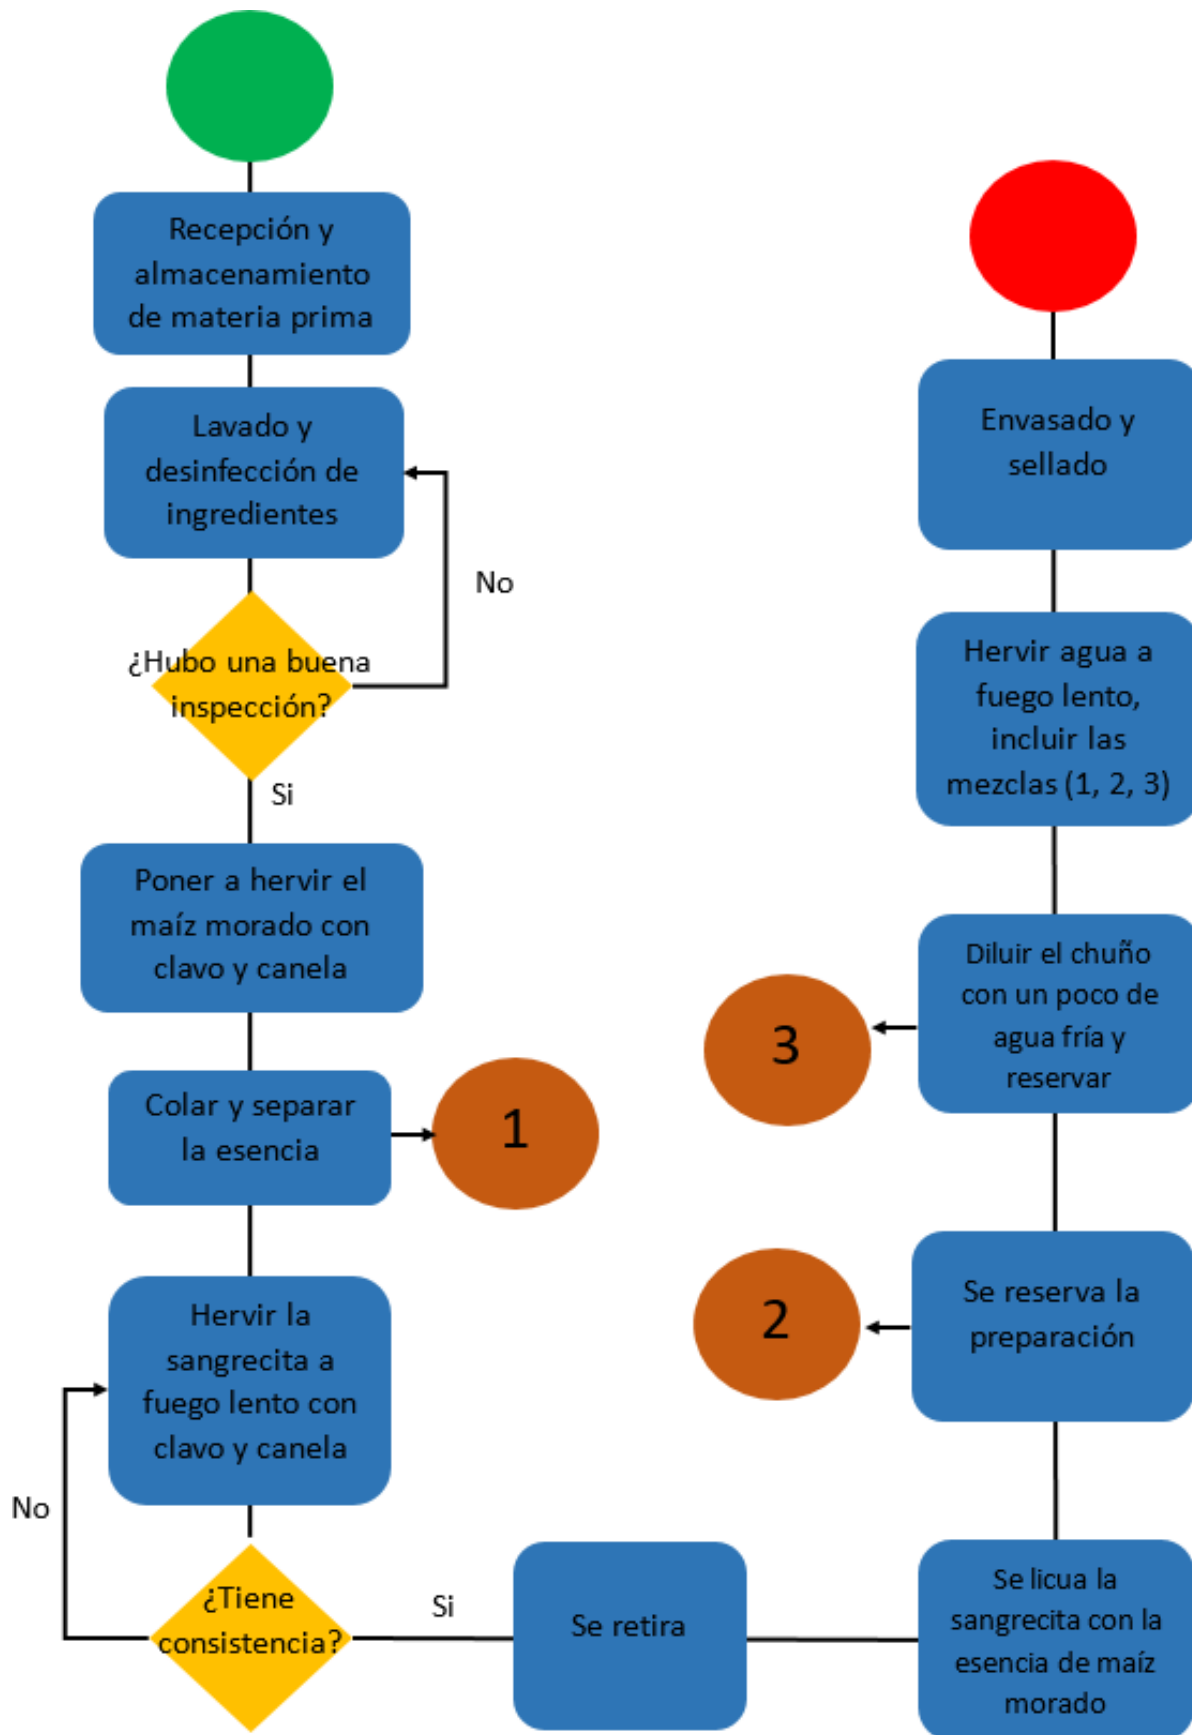 Recepción y
almacenamiento
de materia prima
Lavado y
desinfección de
ingredientes
No
¿Hubo una buena
inspección?
Si
Poner a hervir el
maíz morado con
clavo y canela
Colar y separar
la esencia
1
Hervir la
sangrecita a
fuego lento con
clavo y canela
No
¿Tiene
consistencia?
Si
Se retira
Se licua la
sangrecita con la
esencia de maíz
morado
Se reserva la
preparación
2
Diluir el chuño
con un poco de
agua fría y
reservar
3
Hervir agua a
fuego lento,
incluir las
mezclas (1, 2, 3)
Envasado y
sellado